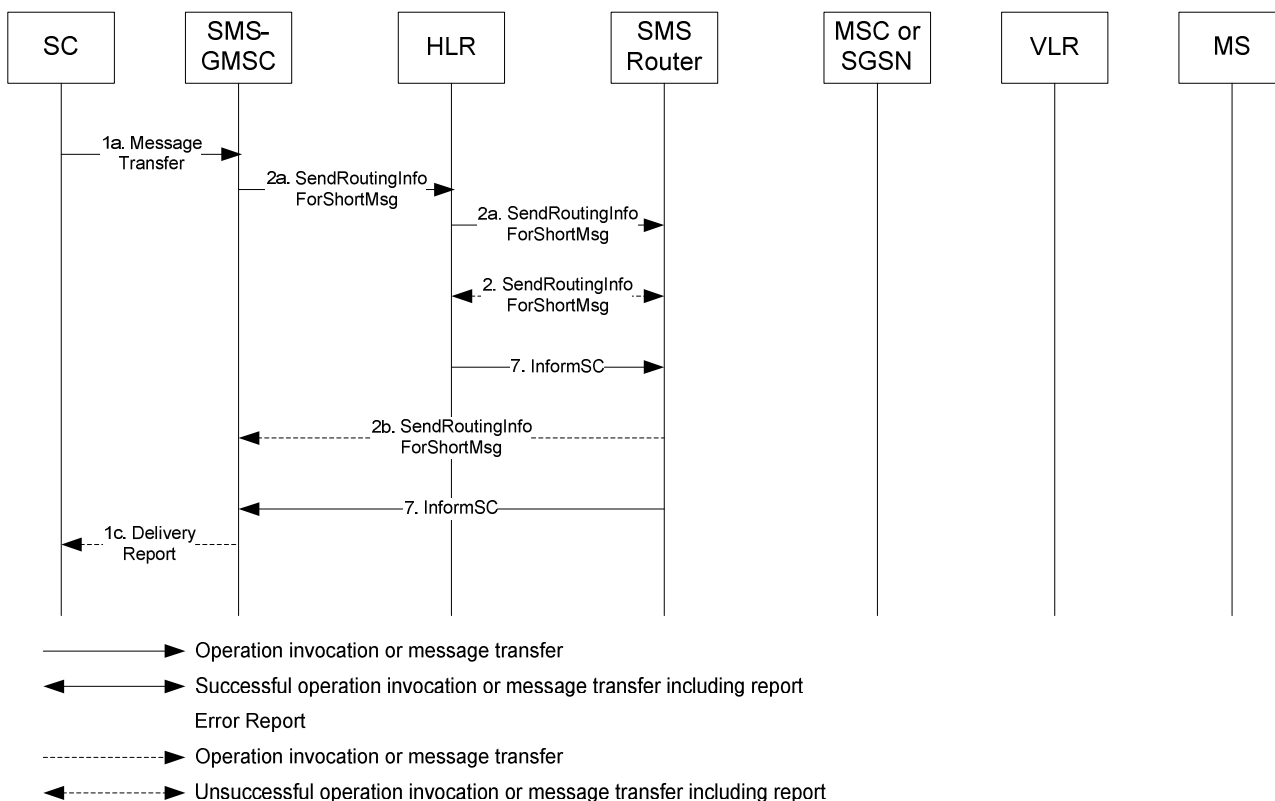 SC
SMS-
GMSC
HLR
SMS
Router
MSC or
SGSN
VLR
MS
1a. Message
Transfer
2a. SendRoutingInfo
ForShortMsg
2a. SendRoutingInfo
ForShortMsg
2. SendRoutingInfo
ForShortMsg
7. InformSC
2b. SendRoutingInfo
ForShortMsg
7. InformSC
1c. Delivery
Report
Operation invocation or message transfer
Successful operation invocation or message transfer including report
Error Report
Operation invocation or message transfer
Unsuccessful operation invocation or message transfer including report